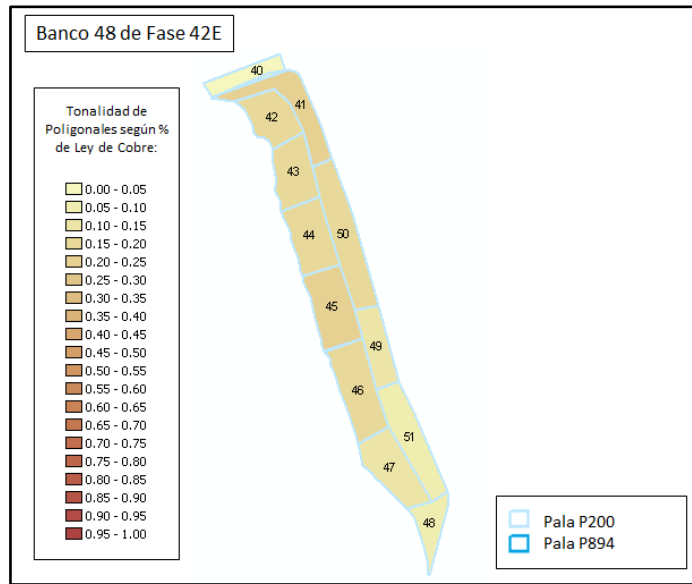 Banco 48 de Fase 42E
Tonalidad de
Poligonales según %
de Ley de Cobre:
0.00 - 0.05
0.05 - 0.10
0.10 - 0.15
0.15 - 0.20
0.20 - 0.25
0.25 - 0.30
0.30 - 0.35
0.35 - 0.40
0.40 - 0.45
0.45 - 0.50
0.50 - 0.55
0.55 - 0.60
0.60 - 0.65
0.65 - 0.70
0.70 - 0.75
0.75 - 0.80
0.80 - 0.85
0.85 - 0.90
0.90 - 0.95
0.95 - 1.00
40
41
42
43
44
50
45
49
46
51
47
48
Pala P200
Pala P894